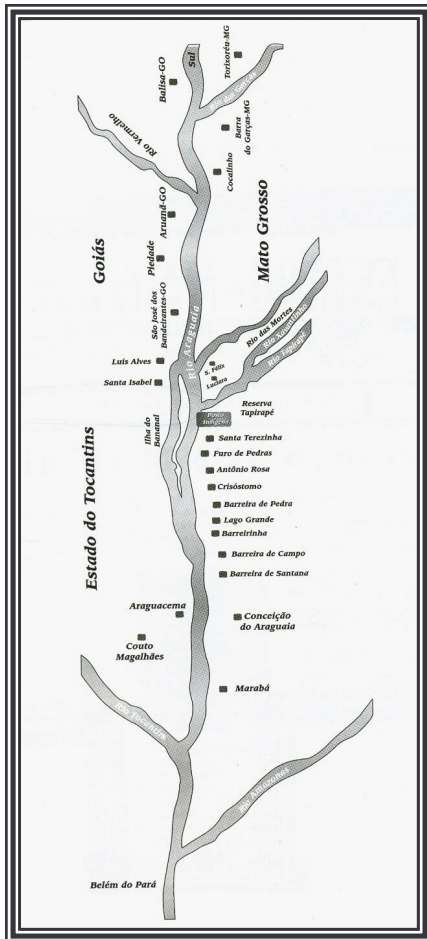 Sul
Torixoréu-MG
Balisa-GO
Rio das Garças
Barra
do Garças-MG
Rio Vermelho
Cocalinho
Aruanã-GO
Mato Grosso
Goiás
Piedade
São José dos
Bandeirantes-GO
Rio Araguaia
Rio das Mortes
Rio Xavantinho
Rio Tapirapé
Luis Alves
S. Félix
Luciara
Santa Isabel
Reserva
Tapirapé
Posto
Indígena
Ilha do
Bananal
Santa Terezinha
Furo de Pedras
Antônio Rosa
Crisóstomo
Estado do Tocantins
Barreira de Pedra
Lago Grande
Barreirinha
Barreira de Campo
Barreira de Santana
Araguacema
Conceição
do Araguaia
Couto
Magalhães
Marabá
Rio Tocantins
Rio Amazonas
Belém do Pará